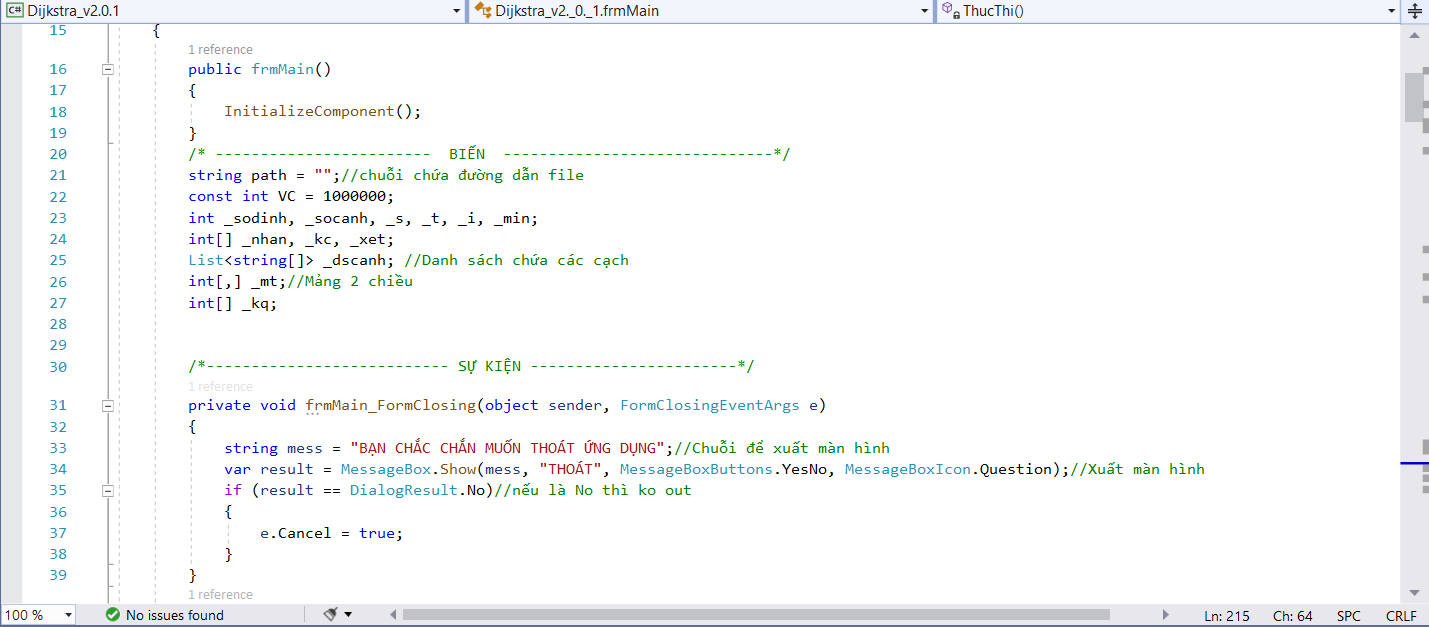 C# Dijkstra_v2.0.1 Dijkstra_v2._0._1.frmMain ThucThi()
15 {
1 reference
16 public frmMain()
17 {
18 InitializeComponent();
19 }
20 /* ------------------------ BIẾN ------------------------------*/
21 string path = "";//chuỗi chứa đường dẫn file
22 const int VC = 1000000;
23 int _sodinh, _socanh, _s, _t, _i, _min;
24 int[] _nhan, _kc, _xet;
25 List<string[]> _dscanh; //Danh sách chứa các cạch
26 int[,] _mt;//Mảng 2 chiều
27 int[] _kq;
28
29
30 /*--------------------------- SỰ KIỆN -----------------------*/
1 reference
31 private void frmMain_FormClosing(object sender, FormClosingEventArgs e)
32 {
33 string mess = "BẠN CHẮC CHẮN MUỐN THOÁT ỨNG DỤNG";//Chuỗi để xuất màn hình
34 var result = MessageBox.Show(mess, "THOÁT", MessageBoxButtons.YesNo, MessageBoxIcon.Question);//Xuất màn hình
35 if (result == DialogResult.No)//nếu là No thì ko out
36 {
37 e.Cancel = true;
38 }
39 }
1 reference
100 % No issues found Ln: 215 Ch: 64 SPC CRLF